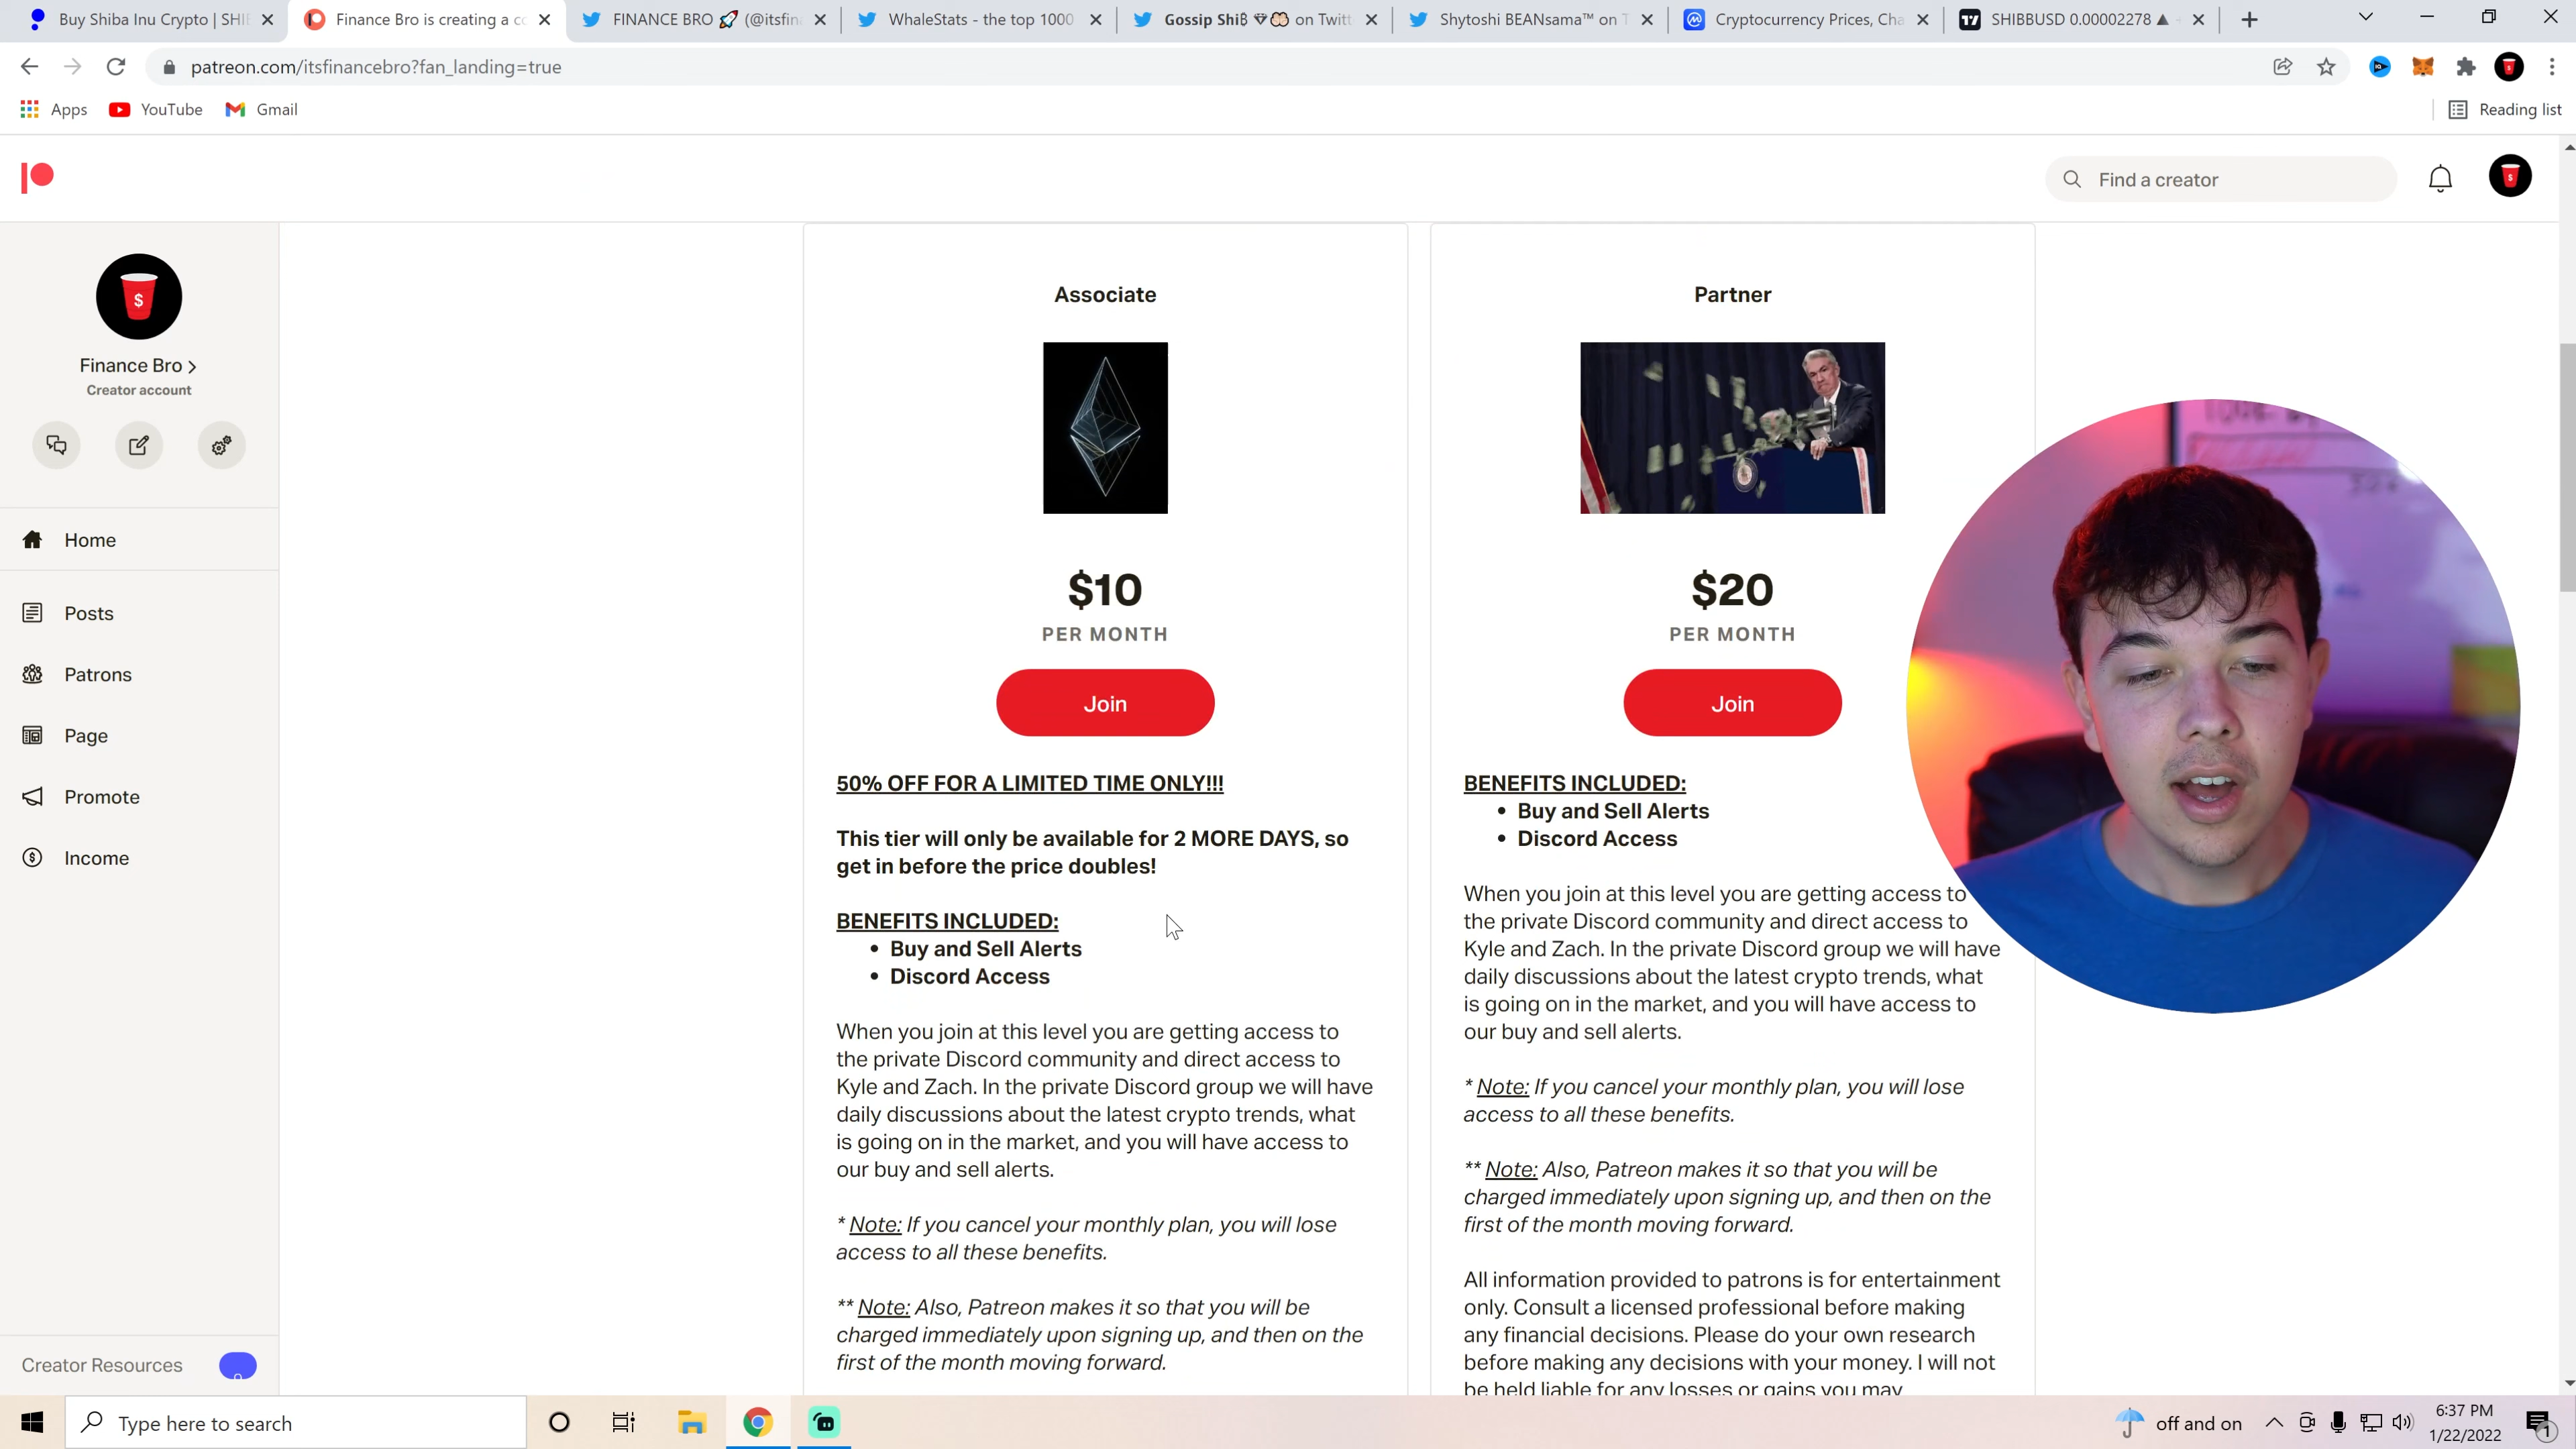 Buy Shiba Inu Crypto | SHIE
Finance Bro is creating a co
FINANCE BRO 🚀 (@itsfin
WhaleStats - the top 1000
Gossip Shiβ 💎 on Twitt
Shytoshi BEANsama™ on T
Cryptocurrency Prices, Cha
SHIBBUSD 0.00002278 ▲
patreon.com/itsfinancebro?fan_landing=true
Apps
YouTube
Gmail
Reading list
Find a creator
Finance Bro >
Creator account
Home
Posts
Patrons
Page
Promote
Income
Creator Resources
Associate
$10
PER MONTH
Join
50% OFF FOR A LIMITED TIME ONLY!!!
This tier will only be available for 2 MORE DAYS, so
get in before the price doubles!
BENEFITS INCLUDED:
• Buy and Sell Alerts
• Discord Access
When you join at this level you are getting access to
the private Discord community and direct access to
Kyle and Zach. In the private Discord group we will have
daily discussions about the latest crypto trends, what
is going on in the market, and you will have access to
our buy and sell alerts.
* Note: If you cancel your monthly plan, you will lose
access to all these benefits.
** Note: Also, Patreon makes it so that you will be
charged immediately upon signing up, and then on the
first of the month moving forward.
Partner
$20
PER MONTH
Join
BENEFITS INCLUDED:
• Buy and Sell Alerts
• Discord Access
When you join at this level you are getting access to
the private Discord community and direct access to
Kyle and Zach. In the private Discord group we will have
daily discussions about the latest crypto trends, what
is going on in the market, and you will have access to
our buy and sell alerts.
* Note: If you cancel your monthly plan, you will lose
access to all these benefits.
** Note: Also, Patreon makes it so that you will be
charged immediately upon signing up, and then on the
first of the month moving forward.
All information provided to patrons is for entertainment
only. Consult a licensed professional before making
any financial decisions. Please do your own research
before making any decisions with your money. I will not
be held liable for any losses or gains you may
Type here to search
off and on
6:37 PM
1/22/2022
1